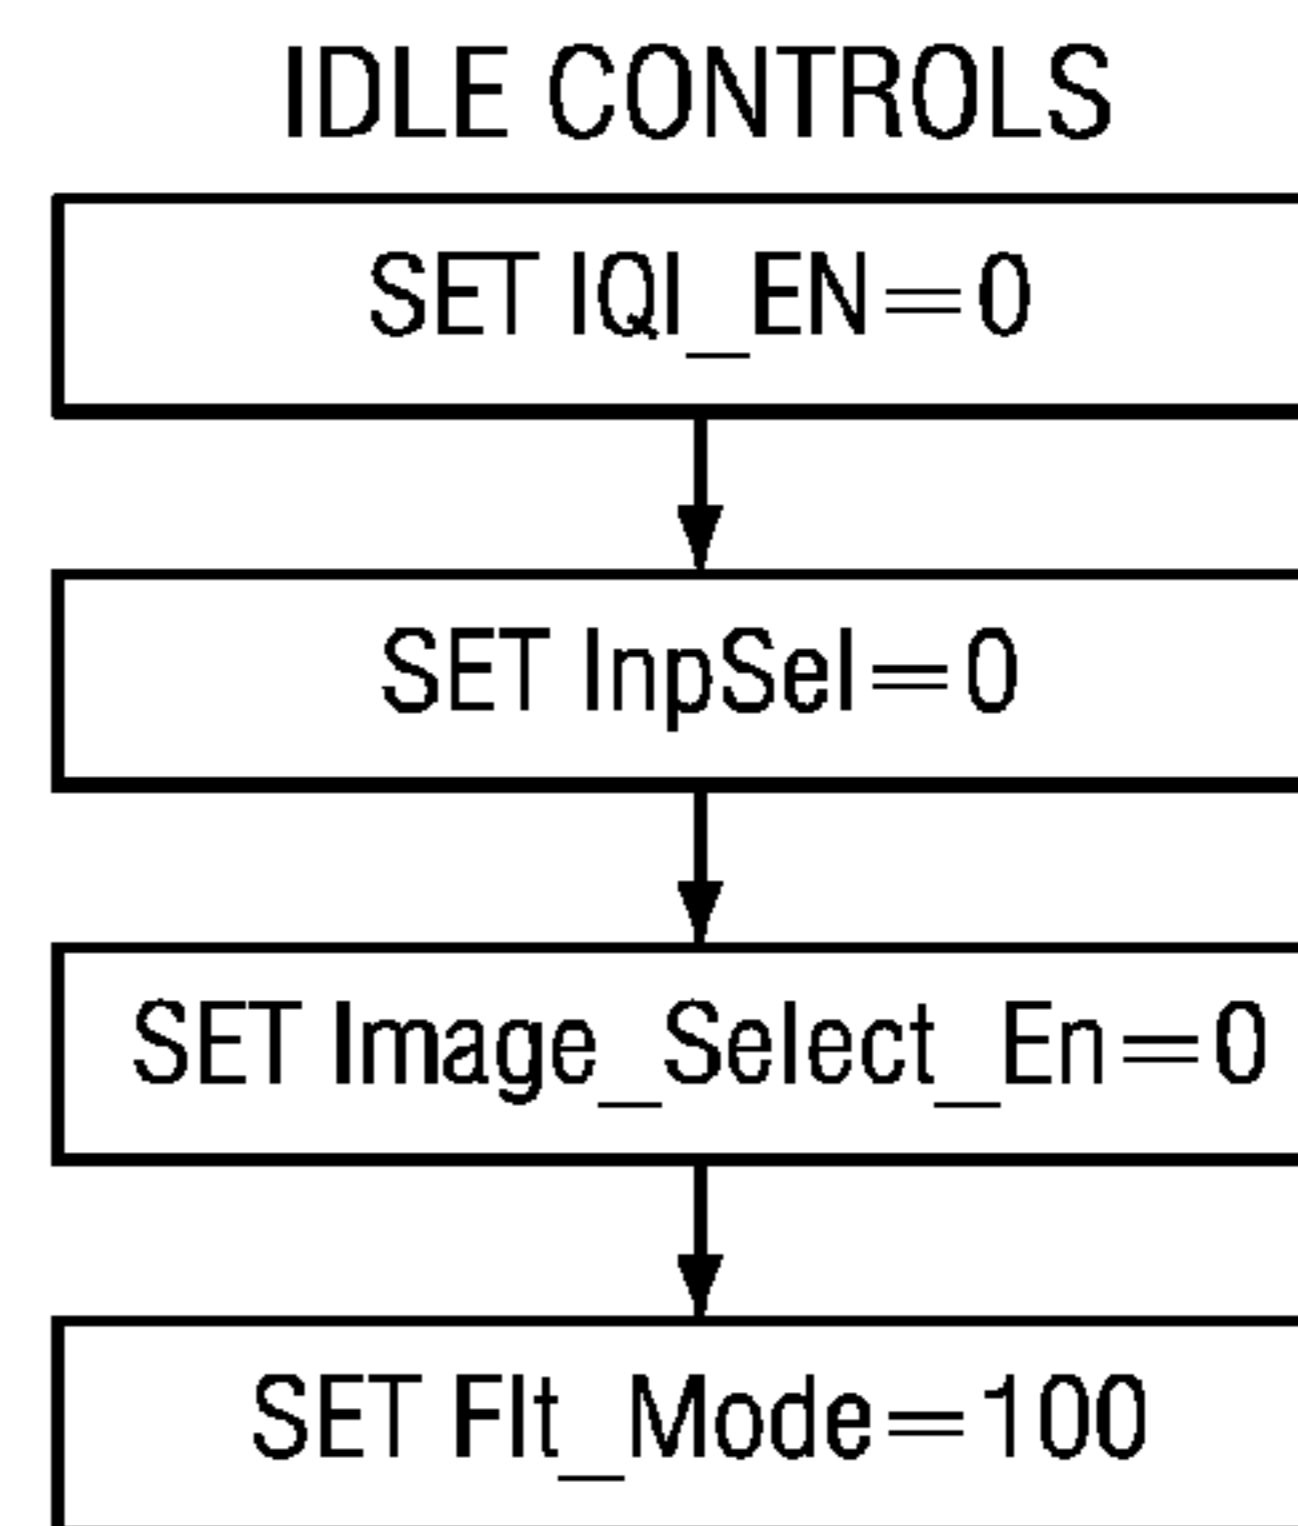 IDLE CONTROLS
SET IQI_EN=0
SET InpSel=0
SET Image_Select_En=0
SET Flt_Mode=100